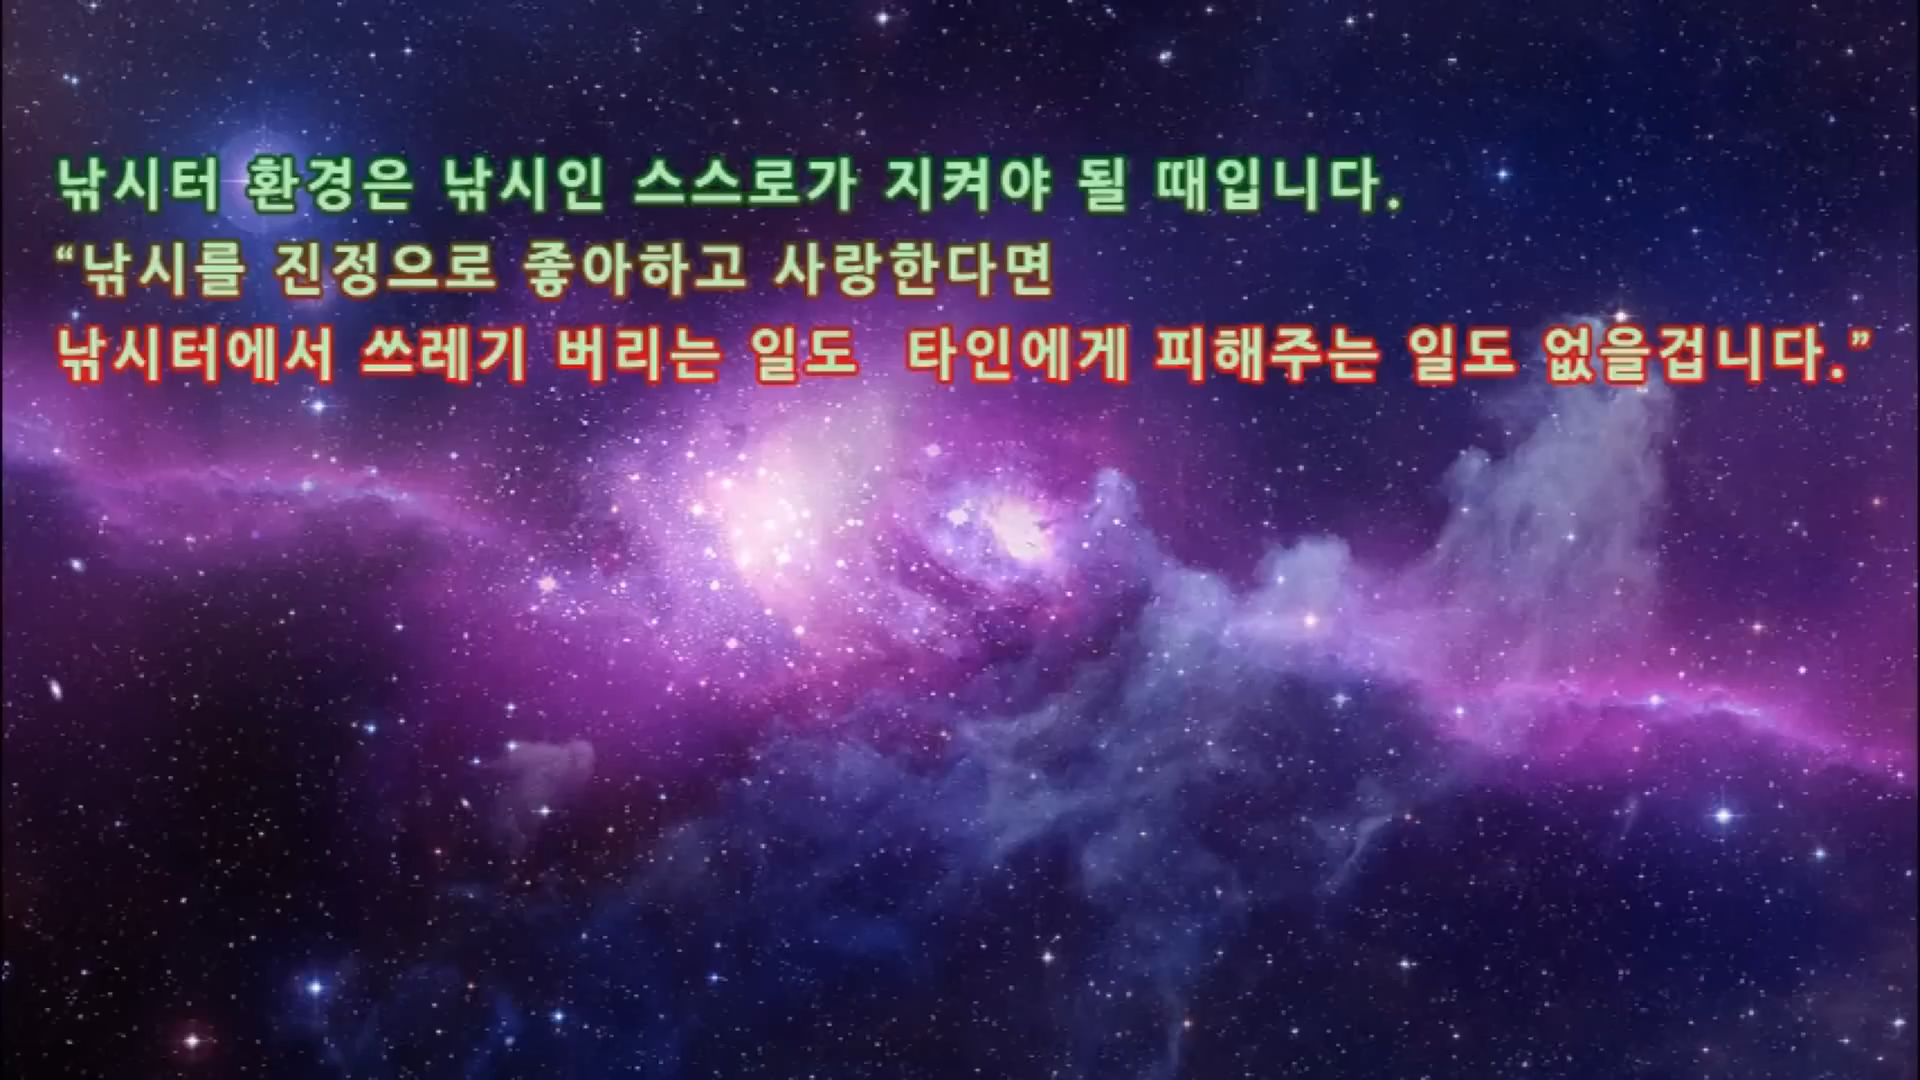 낚시터 환경은 낚시인 스스로가 지켜야 될 때입니다.
“낚시를 진정으로 좋아하고 사랑한다면
낚시터에서 쓰레기 버리는 일도  타인에게 피해주는 일도 없을겁니다.”